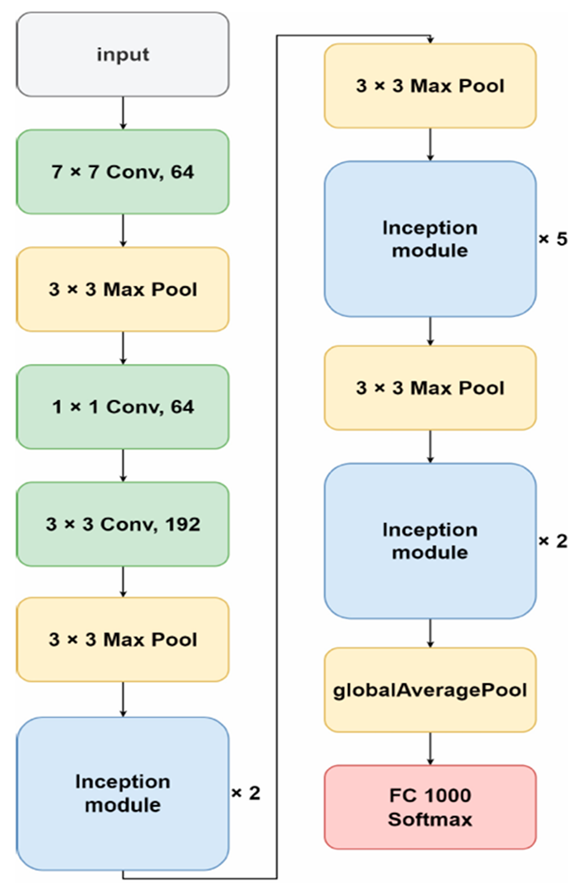 input
7 × 7 Conv, 64
3 × 3 Max Pool
1 × 1 Conv, 64
3 × 3 Conv, 192
3 × 3 Max Pool
Inception
module
× 2
3 × 3 Max Pool
Inception
module
× 5
3 × 3 Max Pool
Inception
module
× 2
globalAveragePool
FC 1000
Softmax